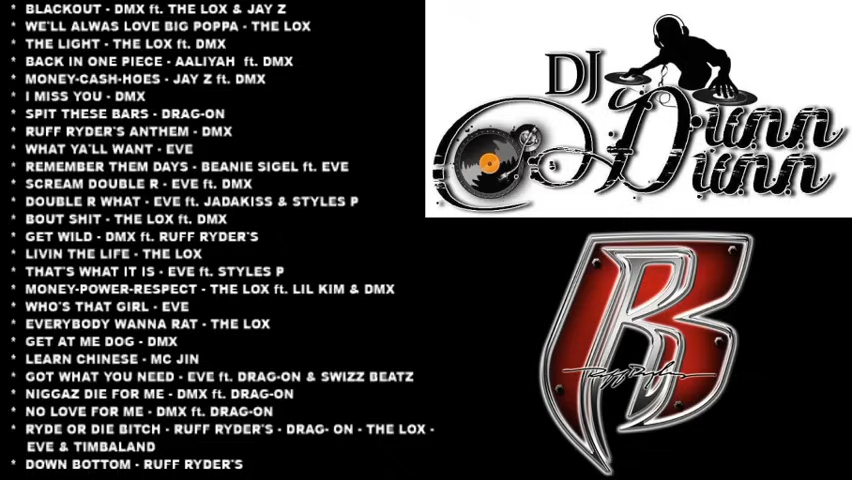 * BLACKOUT - DMX ft. THE LOX & JAY Z
* WE'LL ALWAS LOVE BIG POPPA - THE LOX
* THE LIGHT - THE LOX ft. DMX
* BACK IN ONE PIECE - AALIYAH ft. DMX
* MONEY-CASH-HOES - JAY Z ft. DMX
* I MISS YOU - DMX
* SPIT THESE BARS - DRAG-ON
* RUFF RYDER'S ANTHEM - DMX
* WHAT YA'LL WANT - EVE
* REMEMBER THEM DAYS - BEANIE SIGEL ft. EVE
* SCREAM DOUBLE R - EVE ft. DMX
* DOUBLE R WHAT - EVE ft. JADAKISS & STYLES P
* BOUT SHIT - THE LOX ft. DMX
* GET WILD - DMX ft. RUFF RYDER'S
* LIVIN THE LIFE - THE LOX
* THAT'S WHAT IT IS - EVE ft. STYLES P
* MONEY-POWER-RESPECT - THE LOX ft. LIL KIM & DMX
* WHO'S THAT GIRL - EVE
* EVERYBODY WANNA RAT - THE LOX
* GET AT ME DOG - DMX
* LEARN CHINESE - MC JIN
* GOT WHAT YOU NEED - EVE ft. DRAG-ON & SWIZZ BEATZ
* NIGGAZ DIE FOR ME - DMX ft. DRAG-ON
* NO LOVE FOR ME - DMX ft. DRAG-ON
* RYDE OR DIE BITCH - RUFF RYDER'S - DRAG- ON - THE LOX -
EVE & TIMBALAND
* DOWN BOTTOM - RUFF RYDER'S
DJ
Dunn
Dunn
R
Ruff Ryders